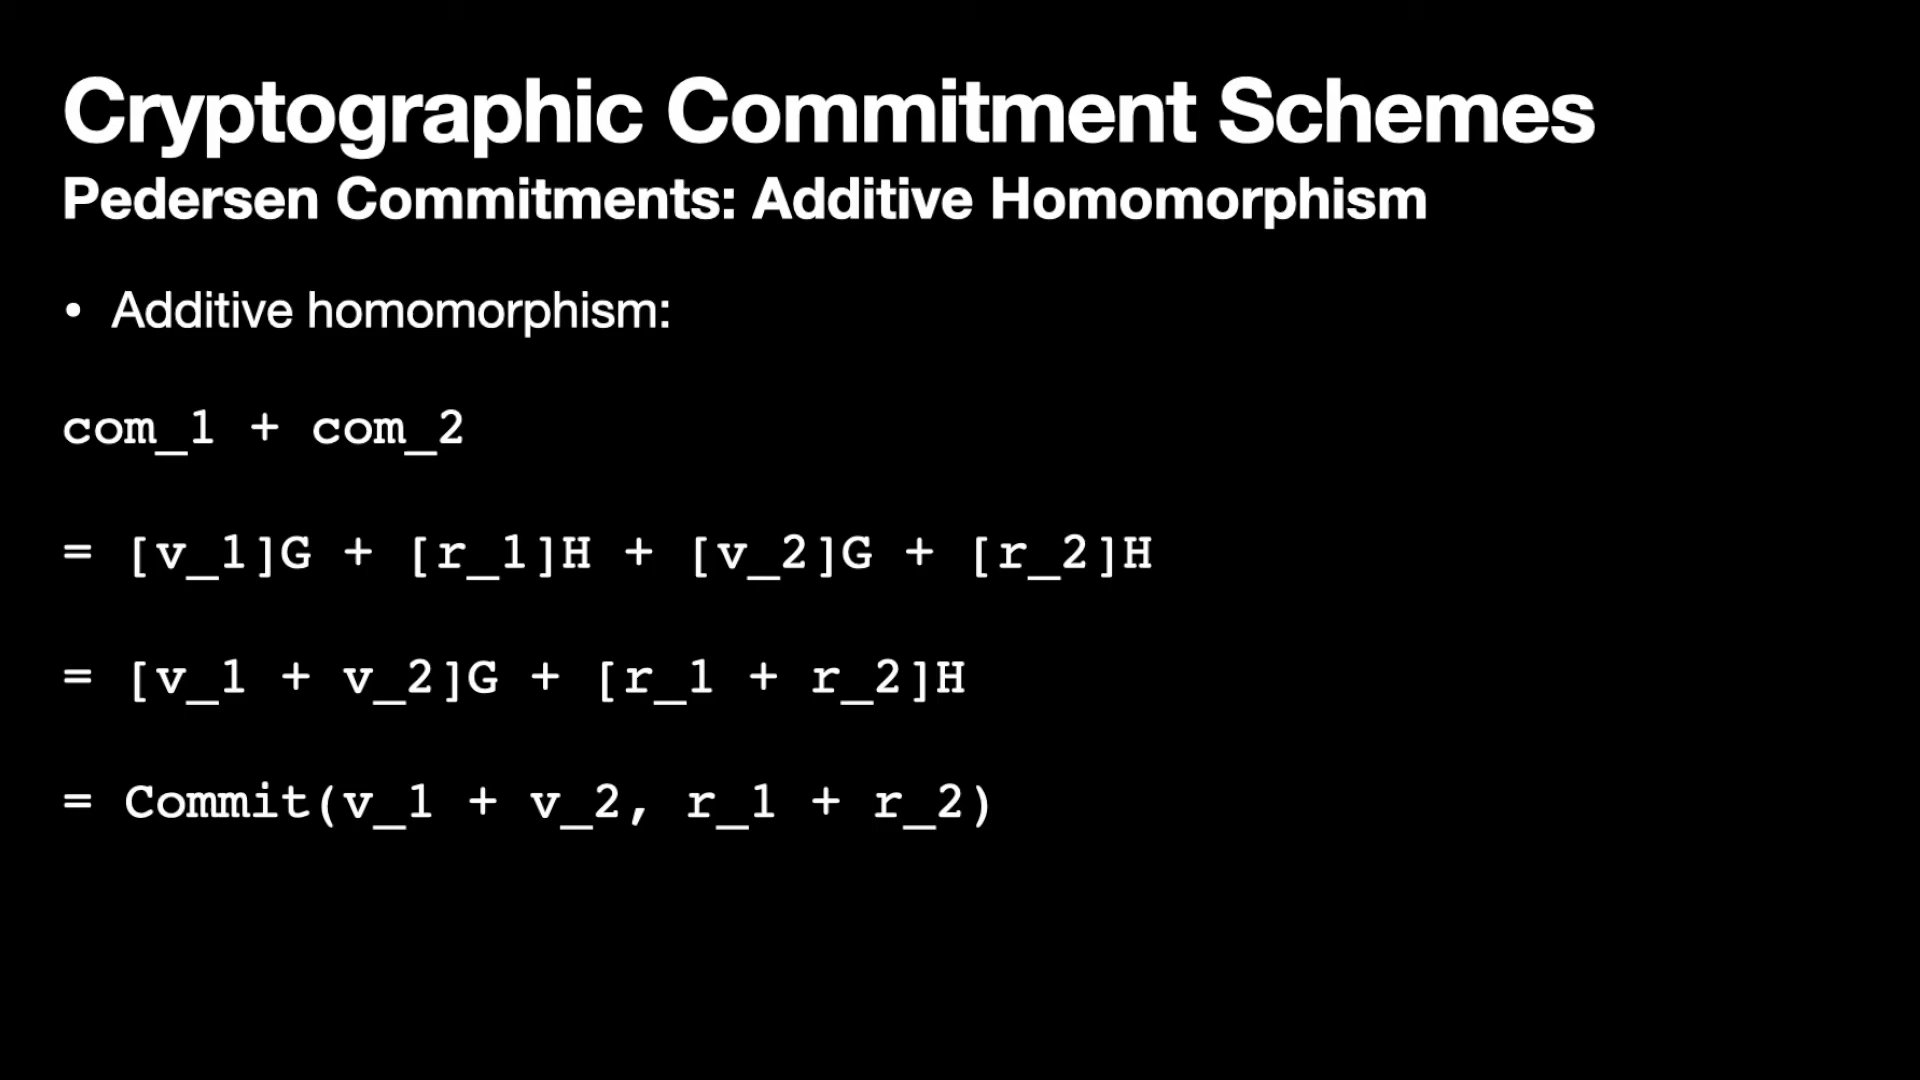 Cryptographic Commitment Schemes
Pedersen Commitments: Additive Homomorphism
• Additive homomorphism:
com_1 + com_2
= [v_1]G + [r_1]H + [v_2]G + [r_2]H
= [v_1 + v_2]G + [r_1 + r_2]H
= Commit(v_1 + v_2, r_1 + r_2)